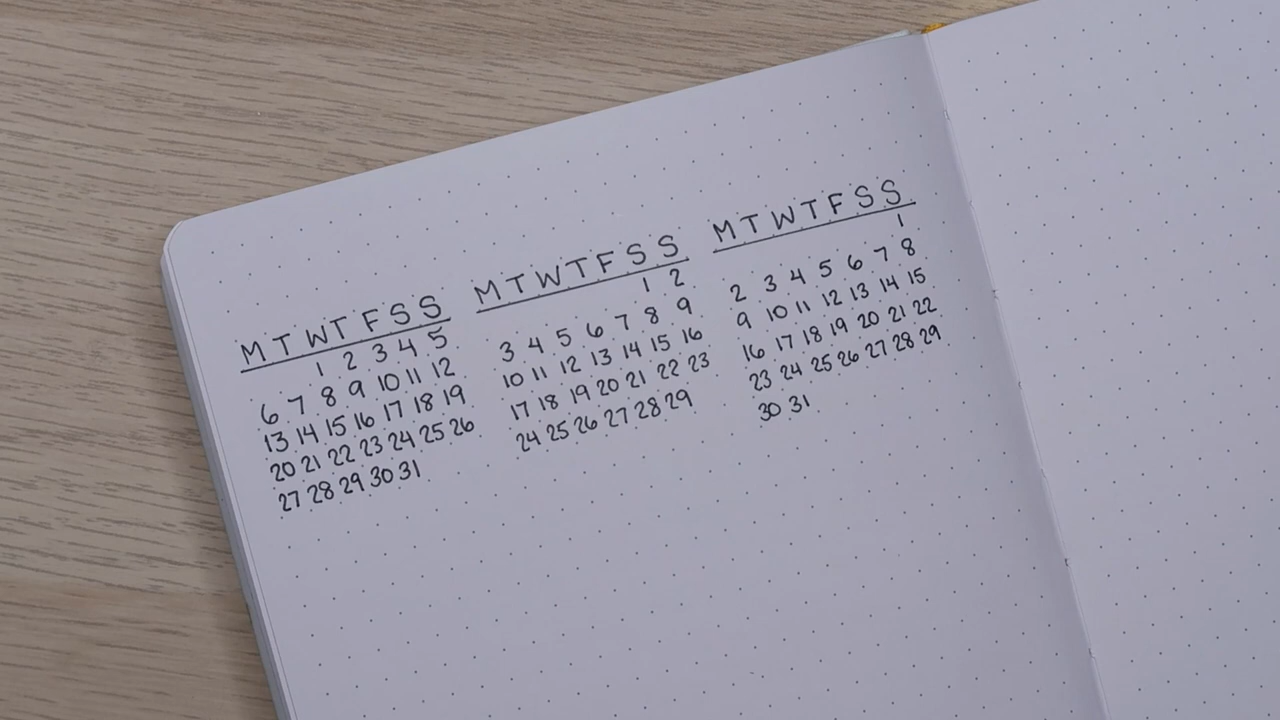 M T W T F S S
1 2 3 4 5
6 7 8 9 10 11 12
13 14 15 16 17 18 19
20 21 22 23 24 25 26
27 28 29 30 31
M T W T F S S
1 2
3 4 5 6 7 8 9
10 11 12 13 14 15 16
17 18 19 20 21 22 23
24 25 26 27 28 29
M T W T F S S
1
2 3 4 5 6 7 8
9 10 11 12 13 14 15
16 17 18 19 20 21 22
23 24 25 26 27 28 29
30 31